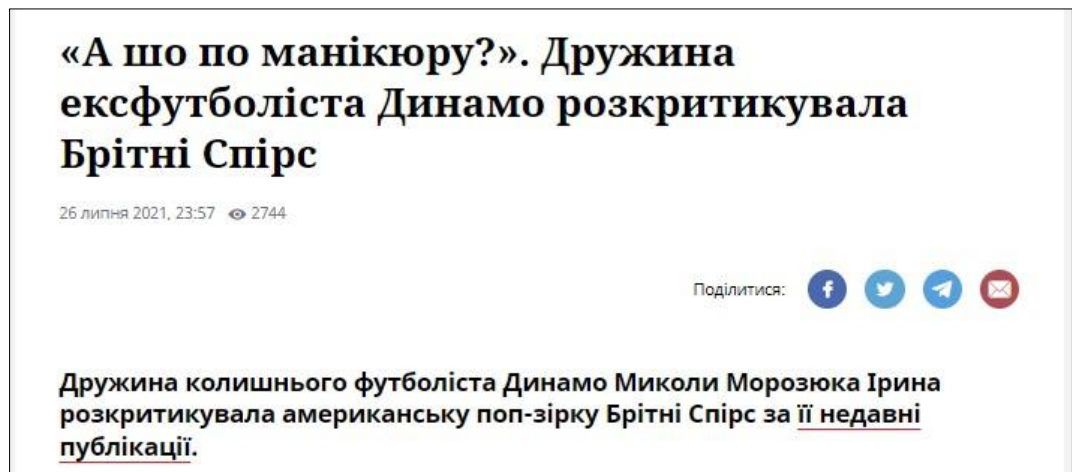 «А шо по манікюру?». Дружина
ексфутболіста Динамо розкритикувала
Брітні Спірс
26 липня 2021, 23:57 2744
Поділитися:
Дружина колишнього футболіста Динамо Миколи Морозюка Ірина
розкритикувала американську поп-зірку Брітні Спірс за її недавні
публікації.